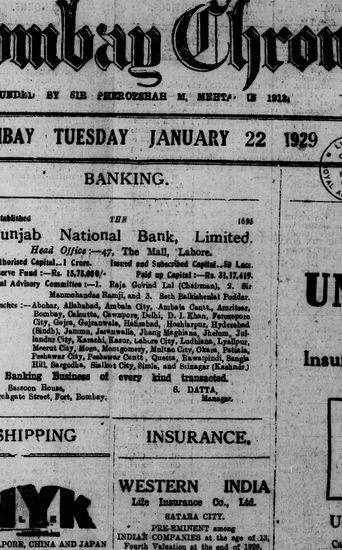 ombay Chron
UNDED BY SIR PHEROZSHAH M, MEHTA IN 1913;
BAY TUESDAY JANUARY 22 1929
BANKING.
stablished THE 1895
unjab National Bank, Limited.
Head Office:—47, The Mall, Lahore.
thorised Capital..1 Crore. Issued and Subscribed Capital..50 Lacs.
serve Fund :—Rs. 15,75,000/- Paid up Capital :—Rs. 31,17,419.
al Advisory Committee :—1. Raja Govind Lal (Chairman), 2. Sir
Manmohandas Ramji, and 3. Seth Balkishenlal Poddar.
nches :—Abohar, Allahabad, Ambala City, Ambala Cantt., Amritsar,
Bombay, Calcutta, Cawnpore, Delhi, D. I. Khan, Ferozepore
City, Gojra, Gujranwala, Hafizabad, Hoshiarpur, Hyderabad
(Sindh), Jammu, Jaranwalla, Jhang Maghiana, Jhelum, Jul-
lundur City, Karachi, Kasur, Lahore City, Ludhiana, Lyallpur,
Meerut City, Moga, Montgomery, Multan City, Okara, Patiala,
Peshawar City, Peshawar Cantt., Quetta, Rawalpindi, Sangla
Hill, Sargodha, Sialkot City, Simla, and Srinagar (Kashmir.)
Banking Business of every kind transacted.
Sassoon House, S. DATTA,
rchgate Street, Fort, Bombay. Manager.
UN
Insu
SHIPPING
INSURANCE.
N.Y.K
PORE, CHINA AND JAPAN
WESTERN INDIA
Life Insurance Co., Ltd.
SATARA CITY.
PRE-EMINENT among
INDIAN COMPANIES at the age of 13,
Fourth Valuation at the end of 1926,
U
Ca